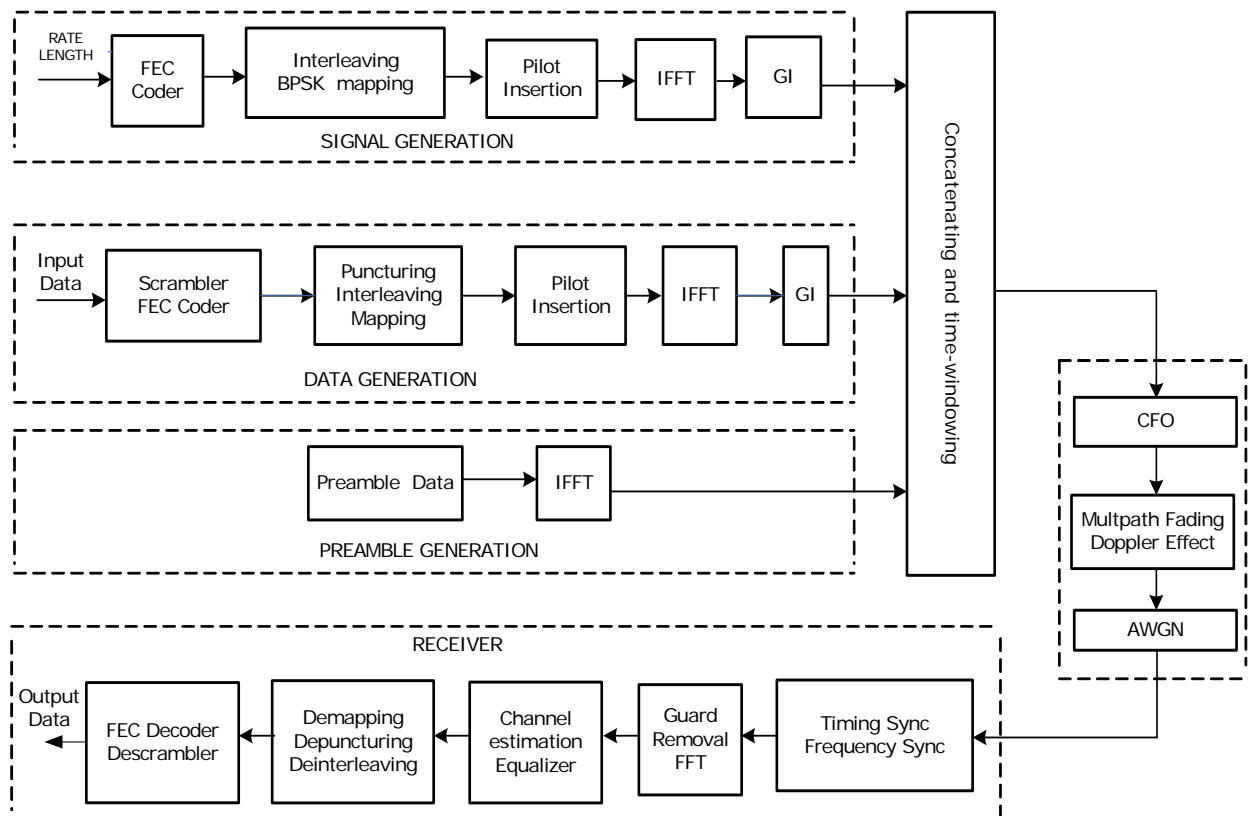 RATE
LENGTH
FEC
Coder
Interleaving
BPSK mapping
Pilot
Insertion
IFFT
GI
SIGNAL GENERATION
Input
Data
Scrambler
FEC Coder
Puncturing
Interleaving
Mapping
Pilot
Insertion
IFFT
GI
DATA GENERATION
Preamble Data
IFFT
PREAMBLE GENERATION
Concatenating and time-windowing
CFO
Multpath Fading
Doppler Effect
AWGN
RECEIVER
Output
Data
FEC Decoder
Descrambler
Demapping
Depuncturing
Deinterleaving
Channel
estimation
Equalizer
Guard
Removal
FFT
Timing Sync
Frequency Sync